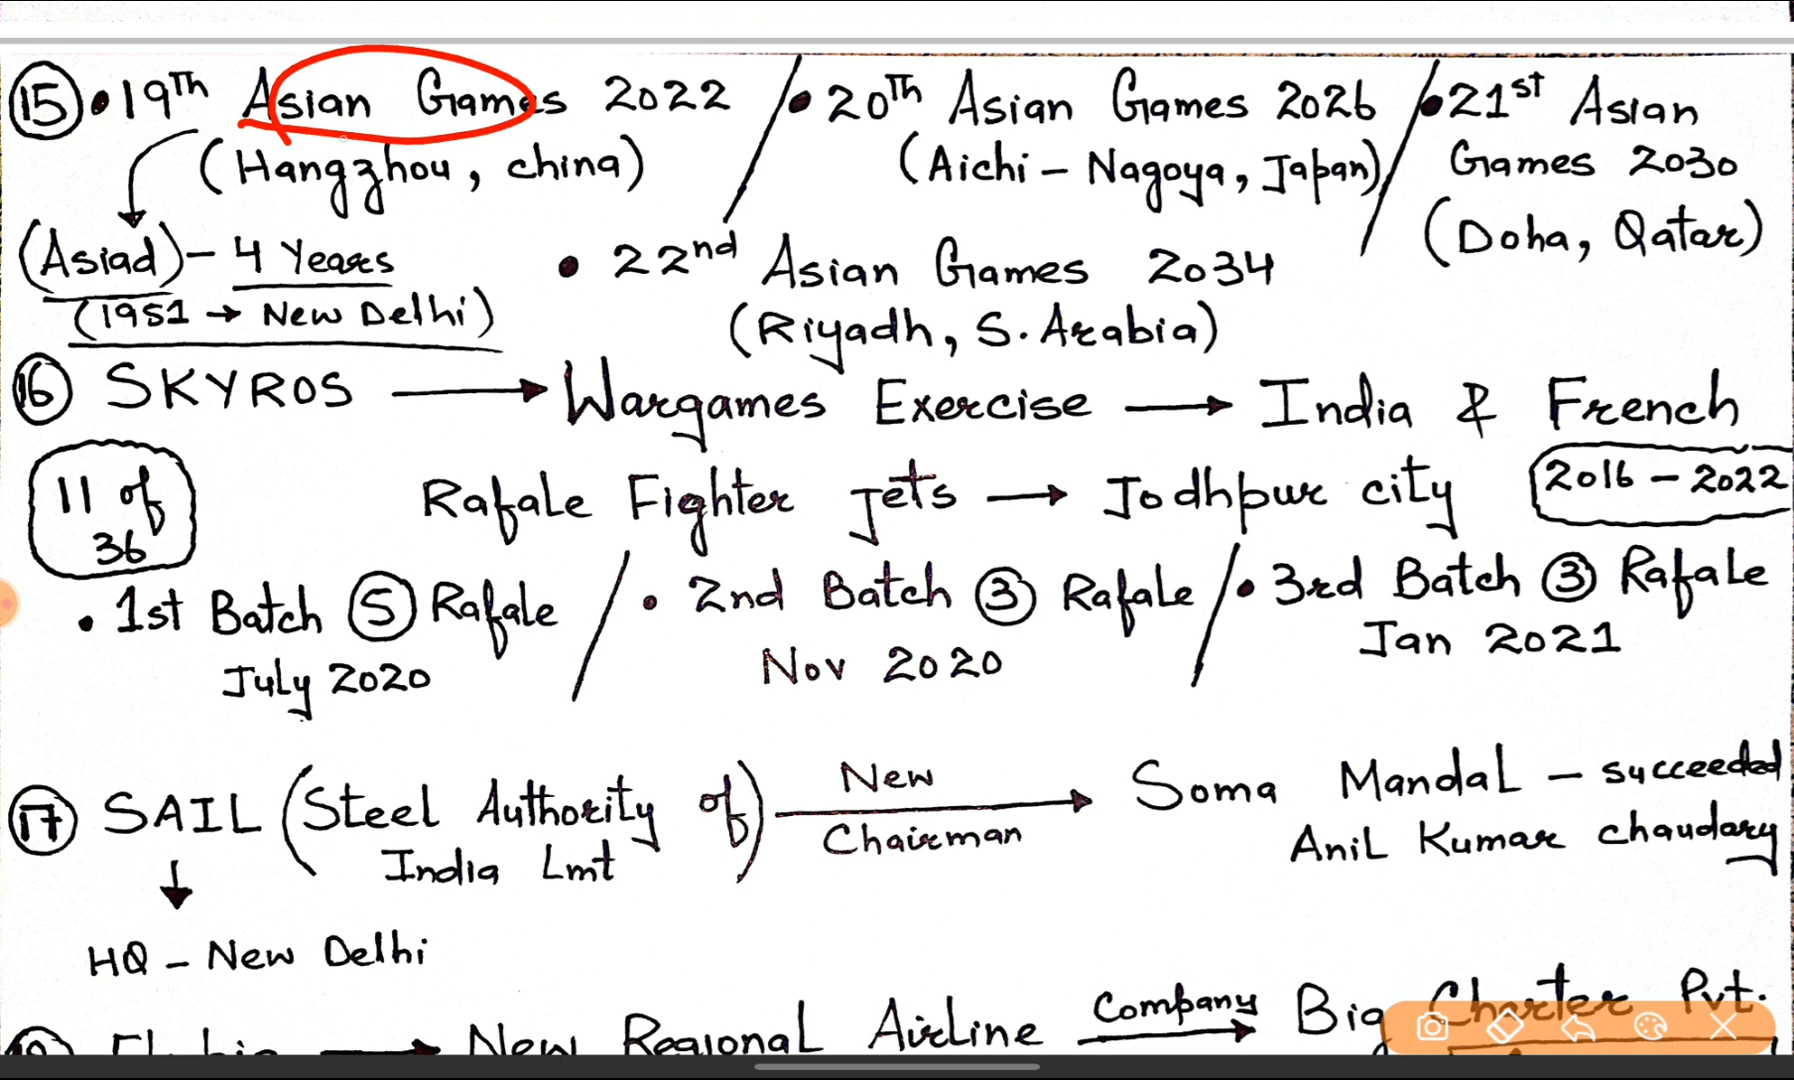 15 • 19Th Asian Games 2022 / • 20Th Asian Games 2026 / • 21st Asian
(Hangzhou, china) (Aichi - Nagoya, Japan) Games 2030
(Doha, Qatar)
(Asiad) - 4 Years • 22nd Asian Games 2034
(1951 → New Delhi) (Riyadh, S. Arabia)
16 SKYROS → Wargames Exercise → India & French
11 of
36
Rafale Fighter Jets → Jodhpur city 2016 - 2022
• 1st Batch 5 Rafale / • 2nd Batch 3 Rafale / • 3rd Batch 3 Rafale
July 2020 Nov 2020 Jan 2021
17 SAIL (Steel Authority of) New → Soma Mandal - succeeded
India Lmt Chairman Anil Kumar chaudary
↓
HQ - New Delhi
→ New Regional Airline Company → Big Charter Pvt.